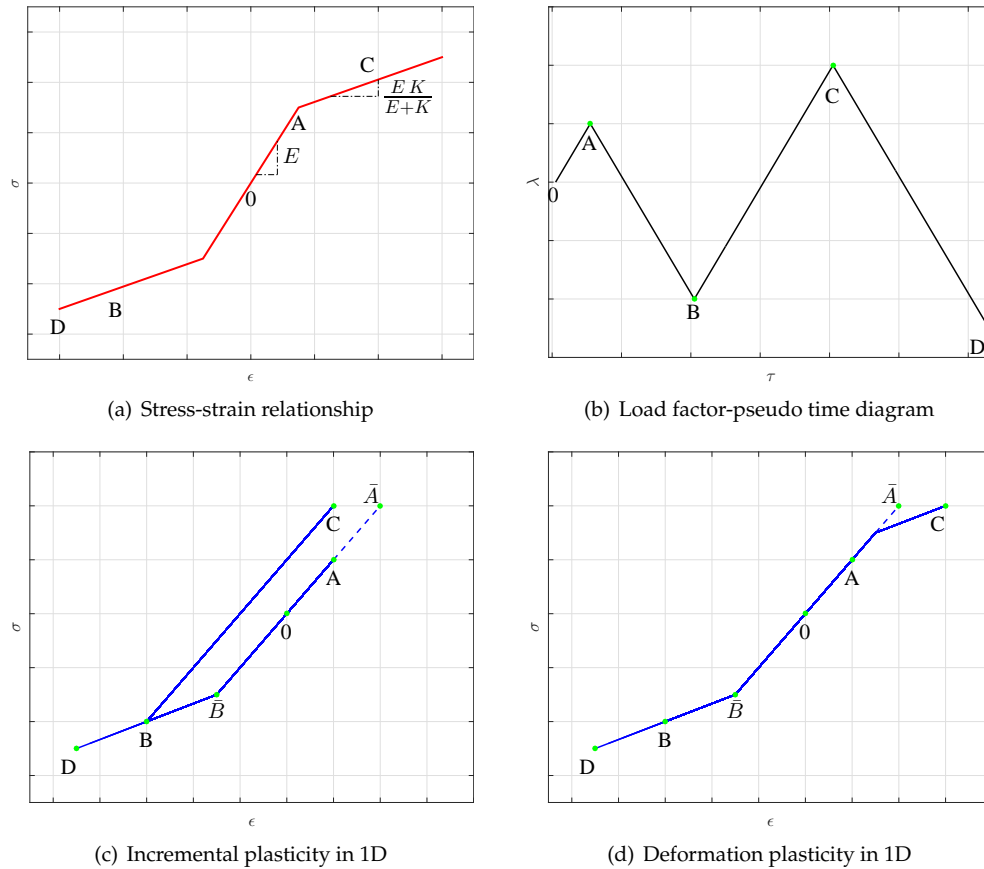 C
E K
E+K
A
E
0
B
D
σ
ϵ
(a) Stress-strain relationship
A
C
λ
0
B
D
τ
(b) Load factor-pseudo time diagram
Ā
C
A
σ
0
B̄
B
D
ϵ
(c) Incremental plasticity in 1D
Ā
C
A
σ
0
B̄
B
D
ϵ
(d) Deformation plasticity in 1D